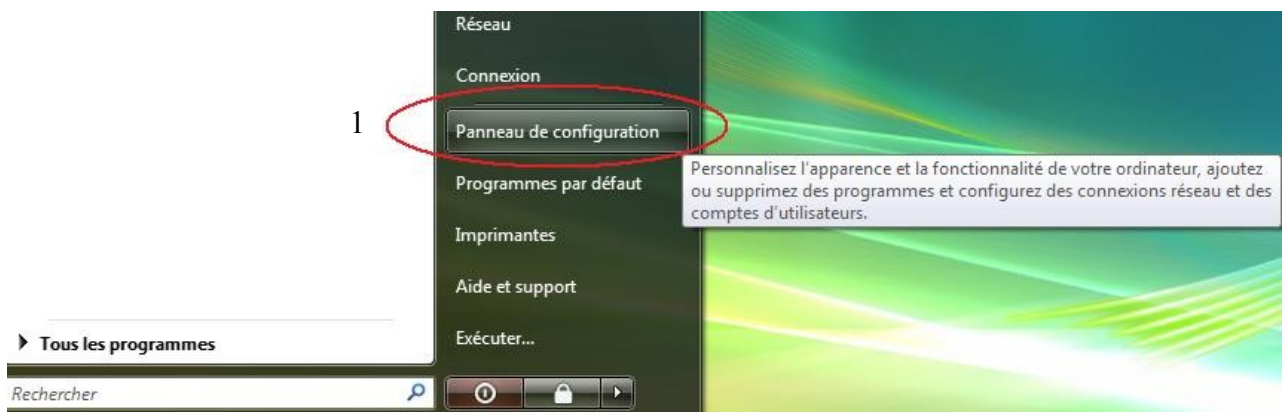 Réseau
Connexion
1
Panneau de configuration
Personnalisez l'apparence et la fonctionnalité de votre ordinateur, ajoutez
ou supprimez des programmes et configurez des connexions réseau et des
comptes d'utilisateurs.
Programmes par défaut
Imprimantes
Aide et support
Exécuter...
Tous les programmes
Rechercher